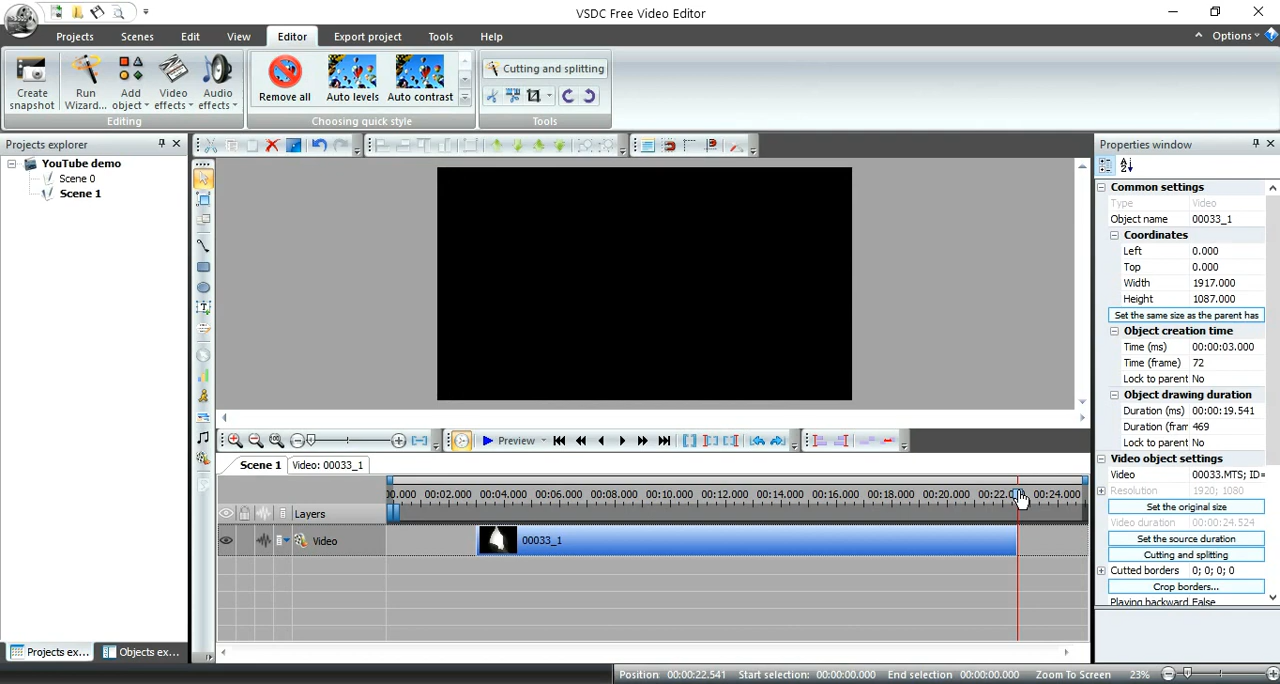 VSDC Free Video Editor
Projects Scenes Edit View Editor Export project Tools Help Options
Create snapshot
Run Wizard...
Add object
Video effects
Audio effects
Editing
Remove all
Auto levels
Auto contrast
Choosing quick style
Cutting and splitting
Tools
Projects explorer
YouTube demo
Scene 0
Scene 1
Projects ex...
Objects ex...
Preview
Scene 1
Video: 00033_1
00:02.000 00:04.000 00:06.000 00:08.000 00:10.000 00:12.000 00:14.000 00:16.000 00:18.000 00:20.000 00:24.000
Layers
Video
00033_1
Properties window
Common settings
Type Video
Object name 00033_1
Coordinates
Left 0.000
Top 0.000
Width 1917.000
Height 1087.000
Set the same size as the parent has
Object creation time
Time (ms) 00:00:03.000
Time (frame) 72
Lock to parent No
Object drawing duration
Duration (ms) 00:00:19.541
Duration (fram 469
Lock to parent No
Video object settings
Video 00033.MTS; ID=
Resolution 1920; 1080
Set the original size
Video duration 00:00:24.524
Set the source duration
Cutting and splitting
Cutted borders 0; 0; 0; 0
Crop borders...
Playing backward False
Position: 00:00:22.541 Start selection: 00:00:00.000 End selection: 00:00:00.000 Zoom To Screen 23%